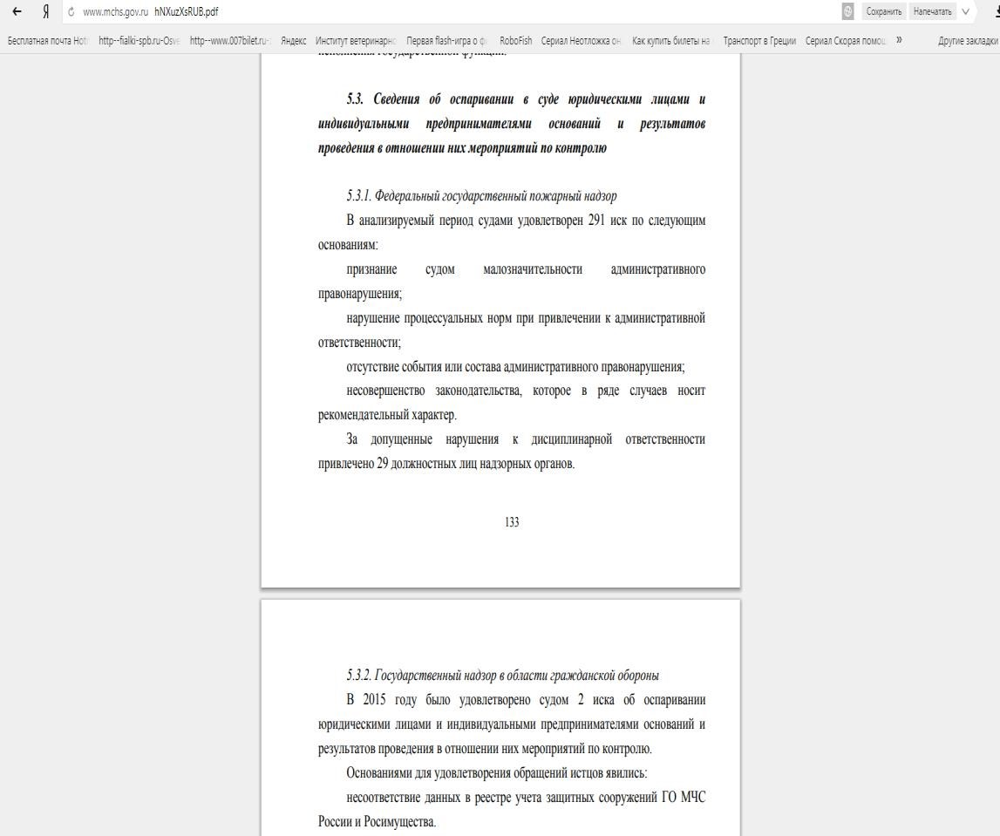 Я www.mchs.gov.ru hNXuzXsRUB.pdf Сохранить Напечатать
Бесплатная почта Hot http--fialki-spb.ru-Osve http--www.007bilet.ru- Яндекс Институт ветеринарно Первая flash-игра о ф RoboFish Сериал Неотложка он Как купить билеты на Транспорт в Греции Сериал Скорая помощ » Другие закладки
исполнения государственной функции.
5.3. Сведения об оспаривании в суде юридическими лицами и
индивидуальными предпринимателями оснований и результатов
проведения в отношении них мероприятий по контролю
5.3.1. Федеральный государственный пожарный надзор
В анализируемый период судами удовлетворен 291 иск по следующим
основаниям:
признание судом малозначительности административного
правонарушения;
нарушение процессуальных норм при привлечении к административной
ответственности;
отсутствие события или состава административного правонарушения;
несовершенство законодательства, которое в ряде случаев носит
рекомендательный характер.
За допущенные нарушения к дисциплинарной ответственности
привлечено 29 должностных лиц надзорных органов.
133
5.3.2. Государственный надзор в области гражданской обороны
В 2015 году было удовлетворено судом 2 иска об оспаривании
юридическими лицами и индивидуальными предпринимателями оснований и
результатов проведения в отношении них мероприятий по контролю.
Основаниями для удовлетворения обращений истцов явились:
несоответствие данных в реестре учета защитных сооружений ГО МЧС
России и Росимущества.